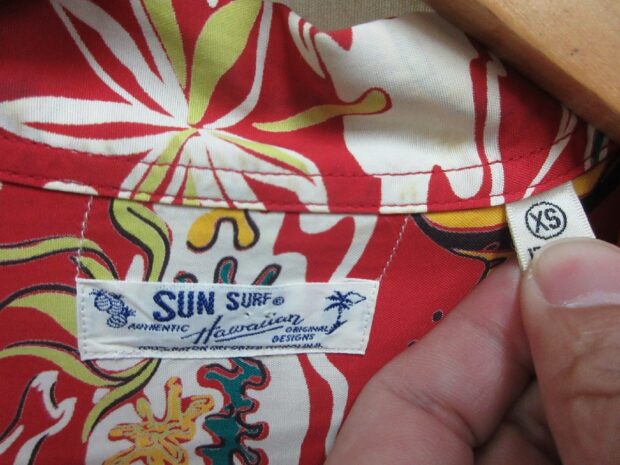 SUN SURF®
AUTHENTIC Hawaiian ORIGINAL
DESIGNS
XS